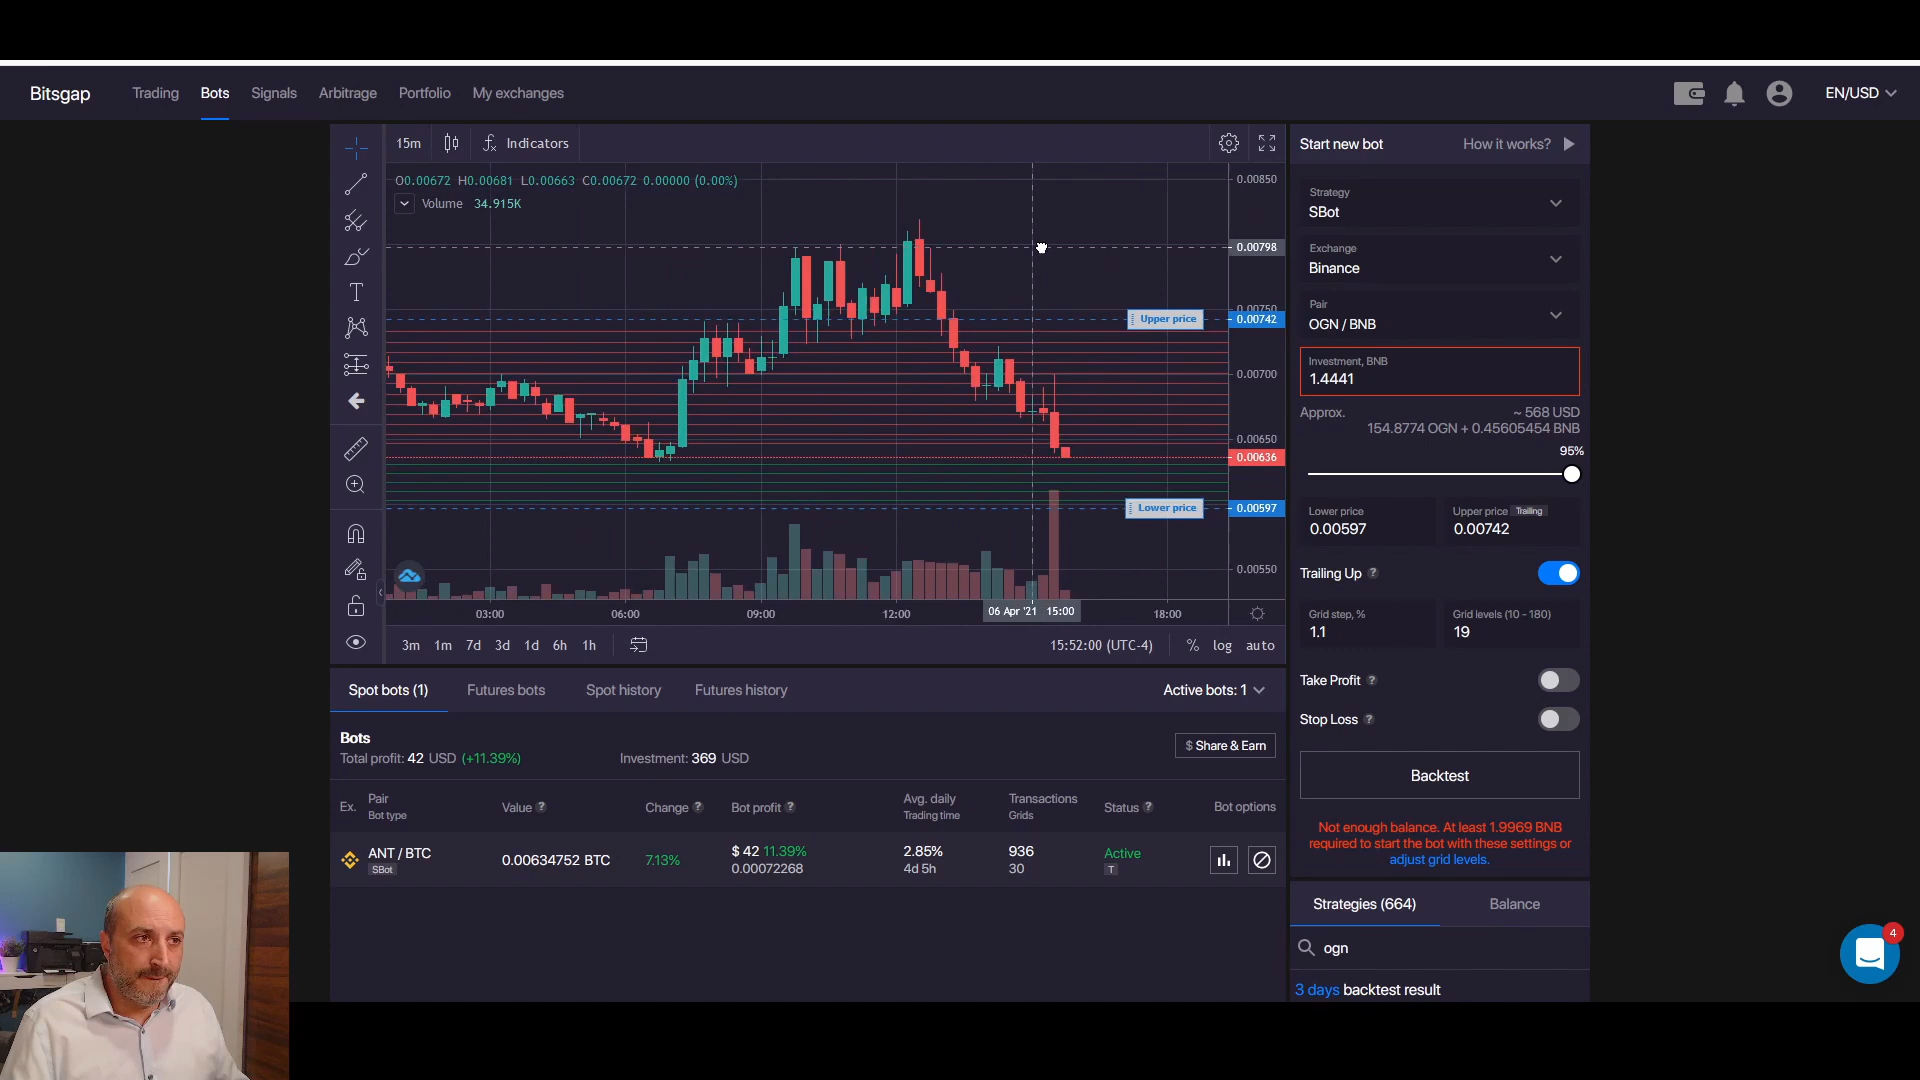 Bitsgap Trading Bots Signals Arbitrage Portfolio My exchanges EN/USD
15m Indicators
O0.00672 H0.00681 L0.00663 C0.00672 0.00000 (0.00%)
Volume 34.915K
0.00850
0.00798
0.00750
Upper price 0.00742
0.00700
0.00650
0.00636
Lower price 0.00597
0.00550
03:00 06:00 09:00 12:00 06 Apr '21 15:00 18:00
3m 1m 7d 3d 1d 6h 1h 15:52:00 (UTC-4) % log auto
Spot bots (1) Futures bots Spot history Futures history Active bots: 1
Bots
Total profit: 42 USD (+11.39%) Investment: 369 USD $ Share & Earn
Ex. Pair Value ? Change ? Bot profit ? Avg. daily Transactions Status ? Bot options
Bot type Trading time Grids
ANT / BTC 0.00634752 BTC 7.13% $ 42 11.39% 2.85% 936 Active
SBot 0.00072268 4d 5h 30 T
Start new bot How it works?
Strategy
SBot
Exchange
Binance
Pair
OGN / BNB
Investment, BNB
1.4441
Approx. ~ 568 USD
154.8774 OGN + 0.45605454 BNB
95%
Lower price Upper price Trailing
0.00597 0.00742
Trailing Up ?
Grid step, % Grid levels (10 - 180)
1.1 19
Take Profit ?
Stop Loss ?
Backtest
Not enough balance. At least 1.9969 BNB
required to start the bot with these settings or
adjust grid levels.
Strategies (664) Balance
ogn
3 days backtest result
4